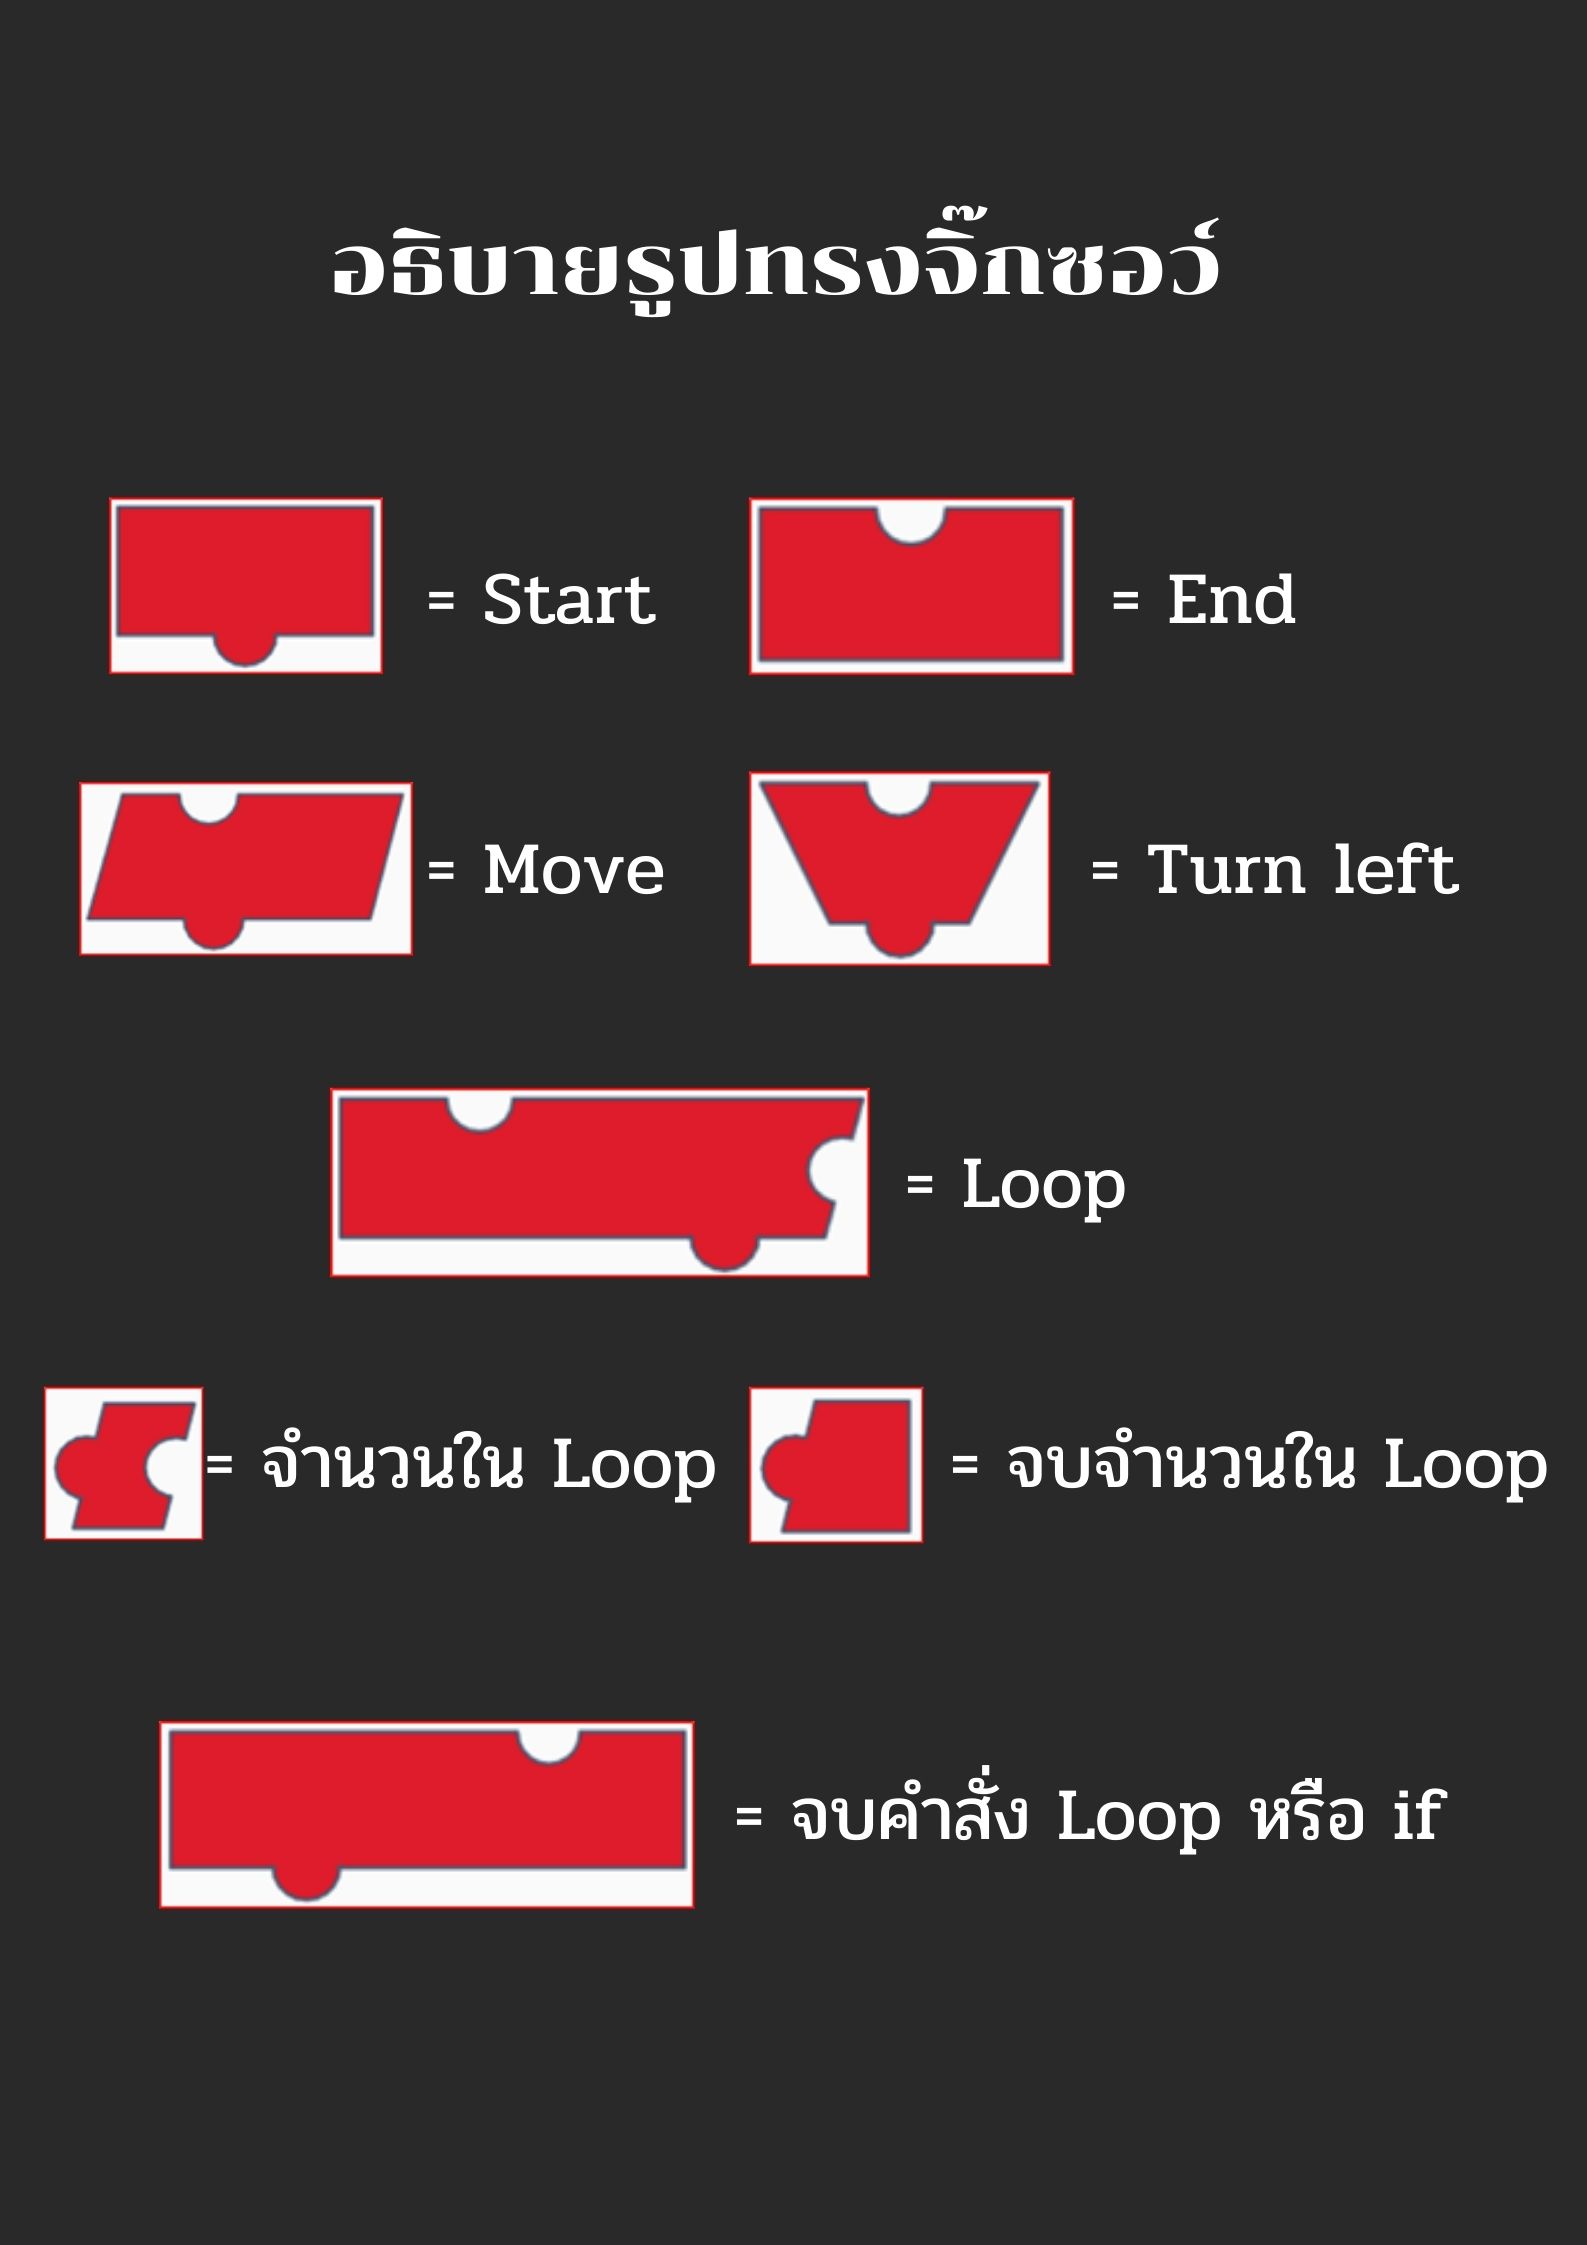 อธิบายรูปทรงจิ๊กซอว์
= Start
= End
= Move
= Turn left
= Loop
= จำนวนใน Loop
= จบจำนวนใน Loop
= จบคำสั่ง Loop หรือ if